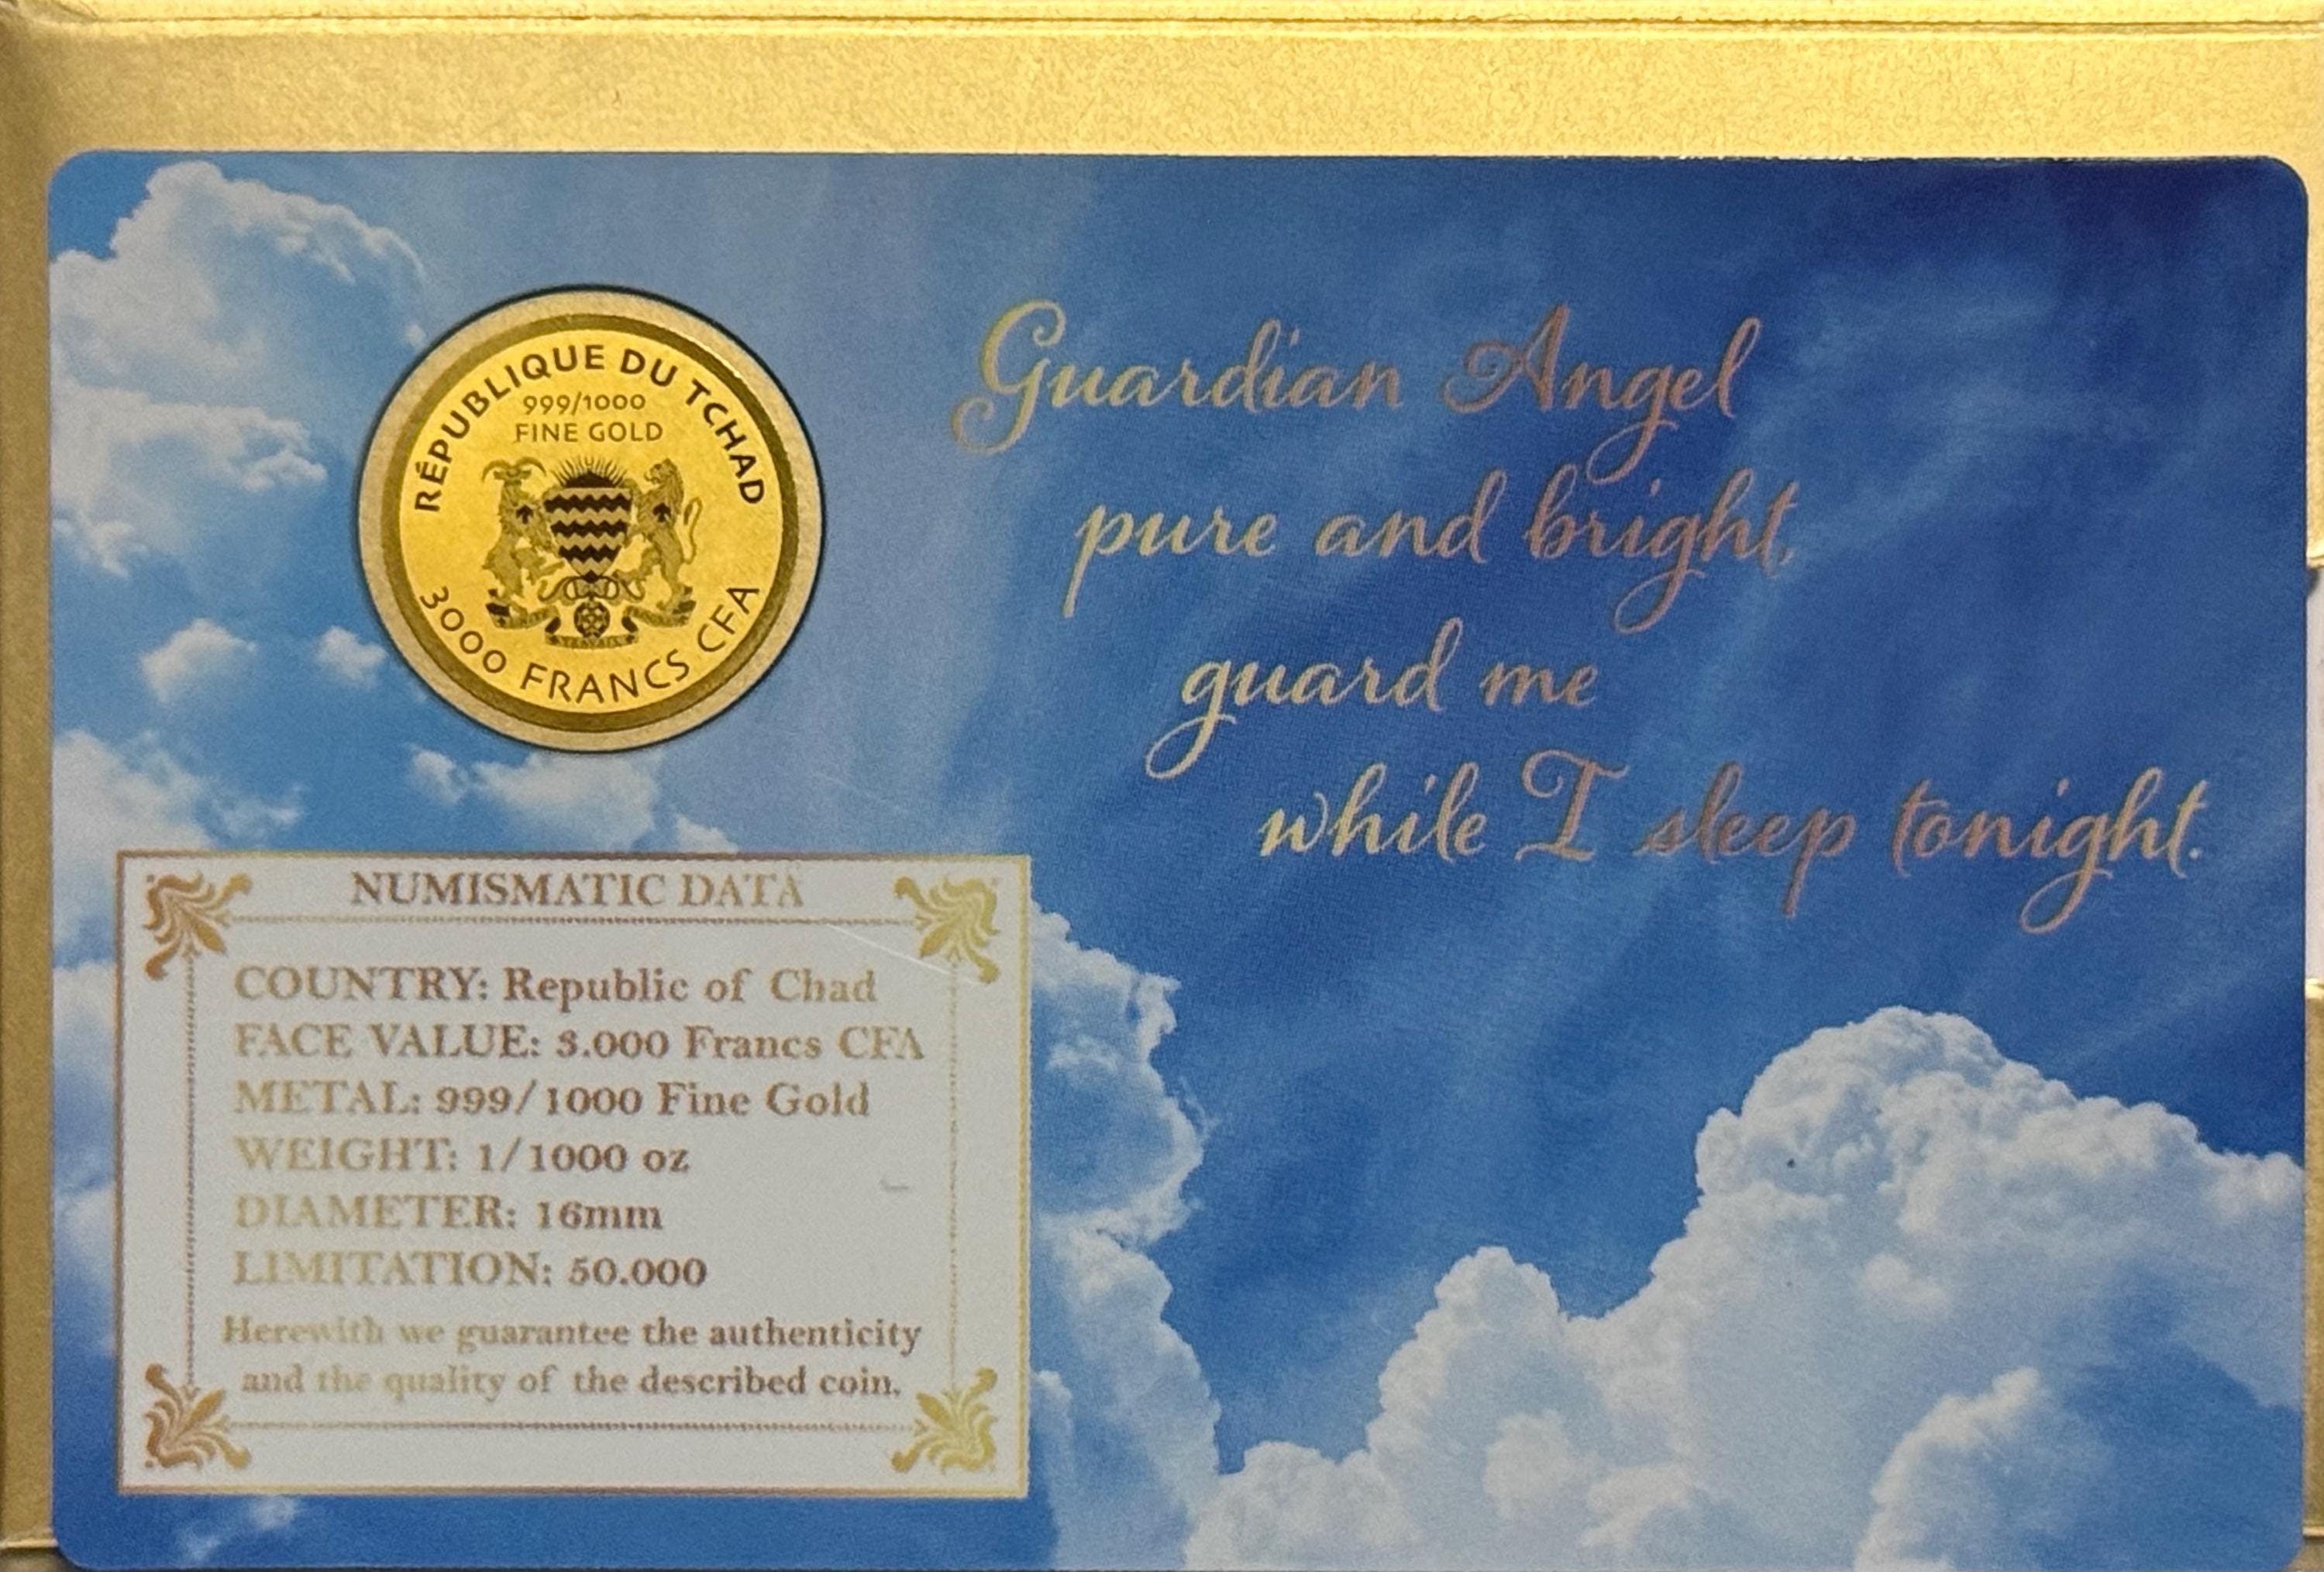 RÉPUBLIQUE DU TCHAD
999/1000
FINE GOLD
3000 FRANCS CFA
Guardian Angel
pure and bright,
guard me
while I sleep tonight.
NUMISMATIC DATA
COUNTRY: Republic of Chad
FACE VALUE: 3.000 Francs CFA
METAL: 999/1000 Fine Gold
WEIGHT: 1/1000 oz
DIAMETER: 16mm
LIMITATION: 50.000
Herewith we guarantee the authenticity
and the quality of the described coin.